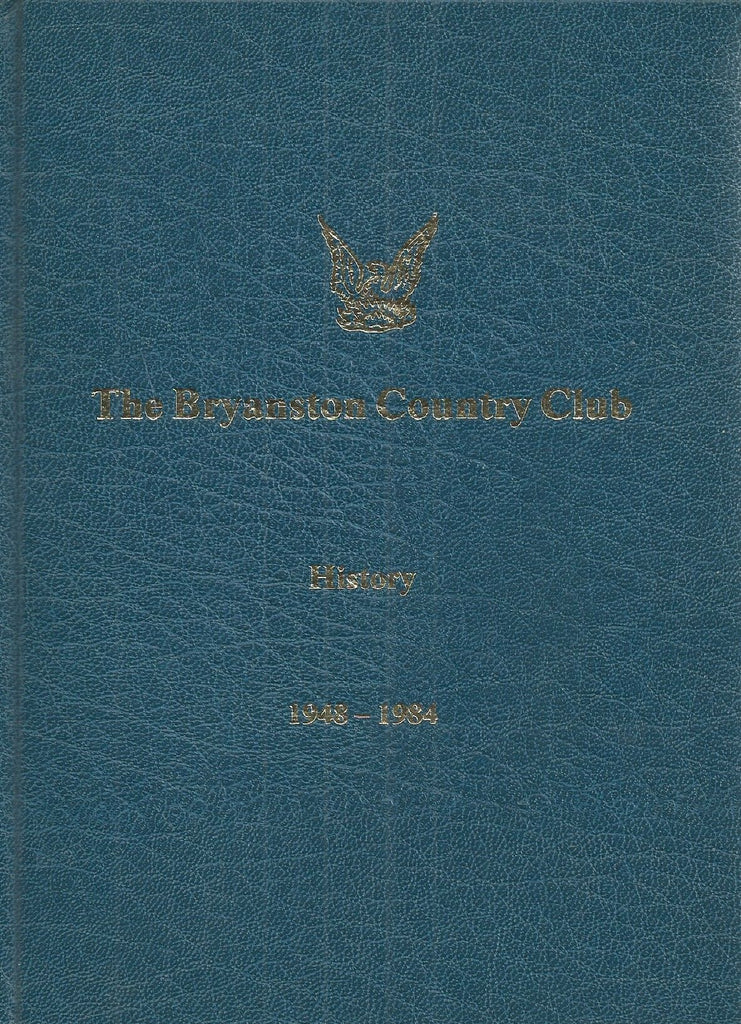 The Bryanston Country Club
History
1948 – 1984